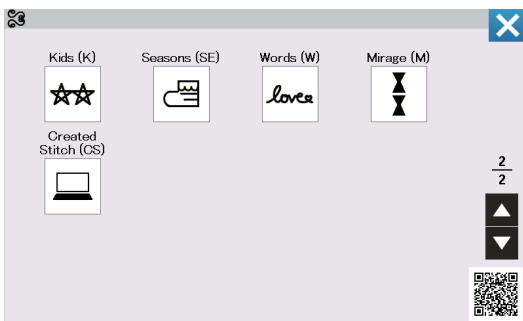 Kids (K)
Seasons (SE)
Words (W)
Mirage (M)
love
Created
Stitch (CS)
2
2